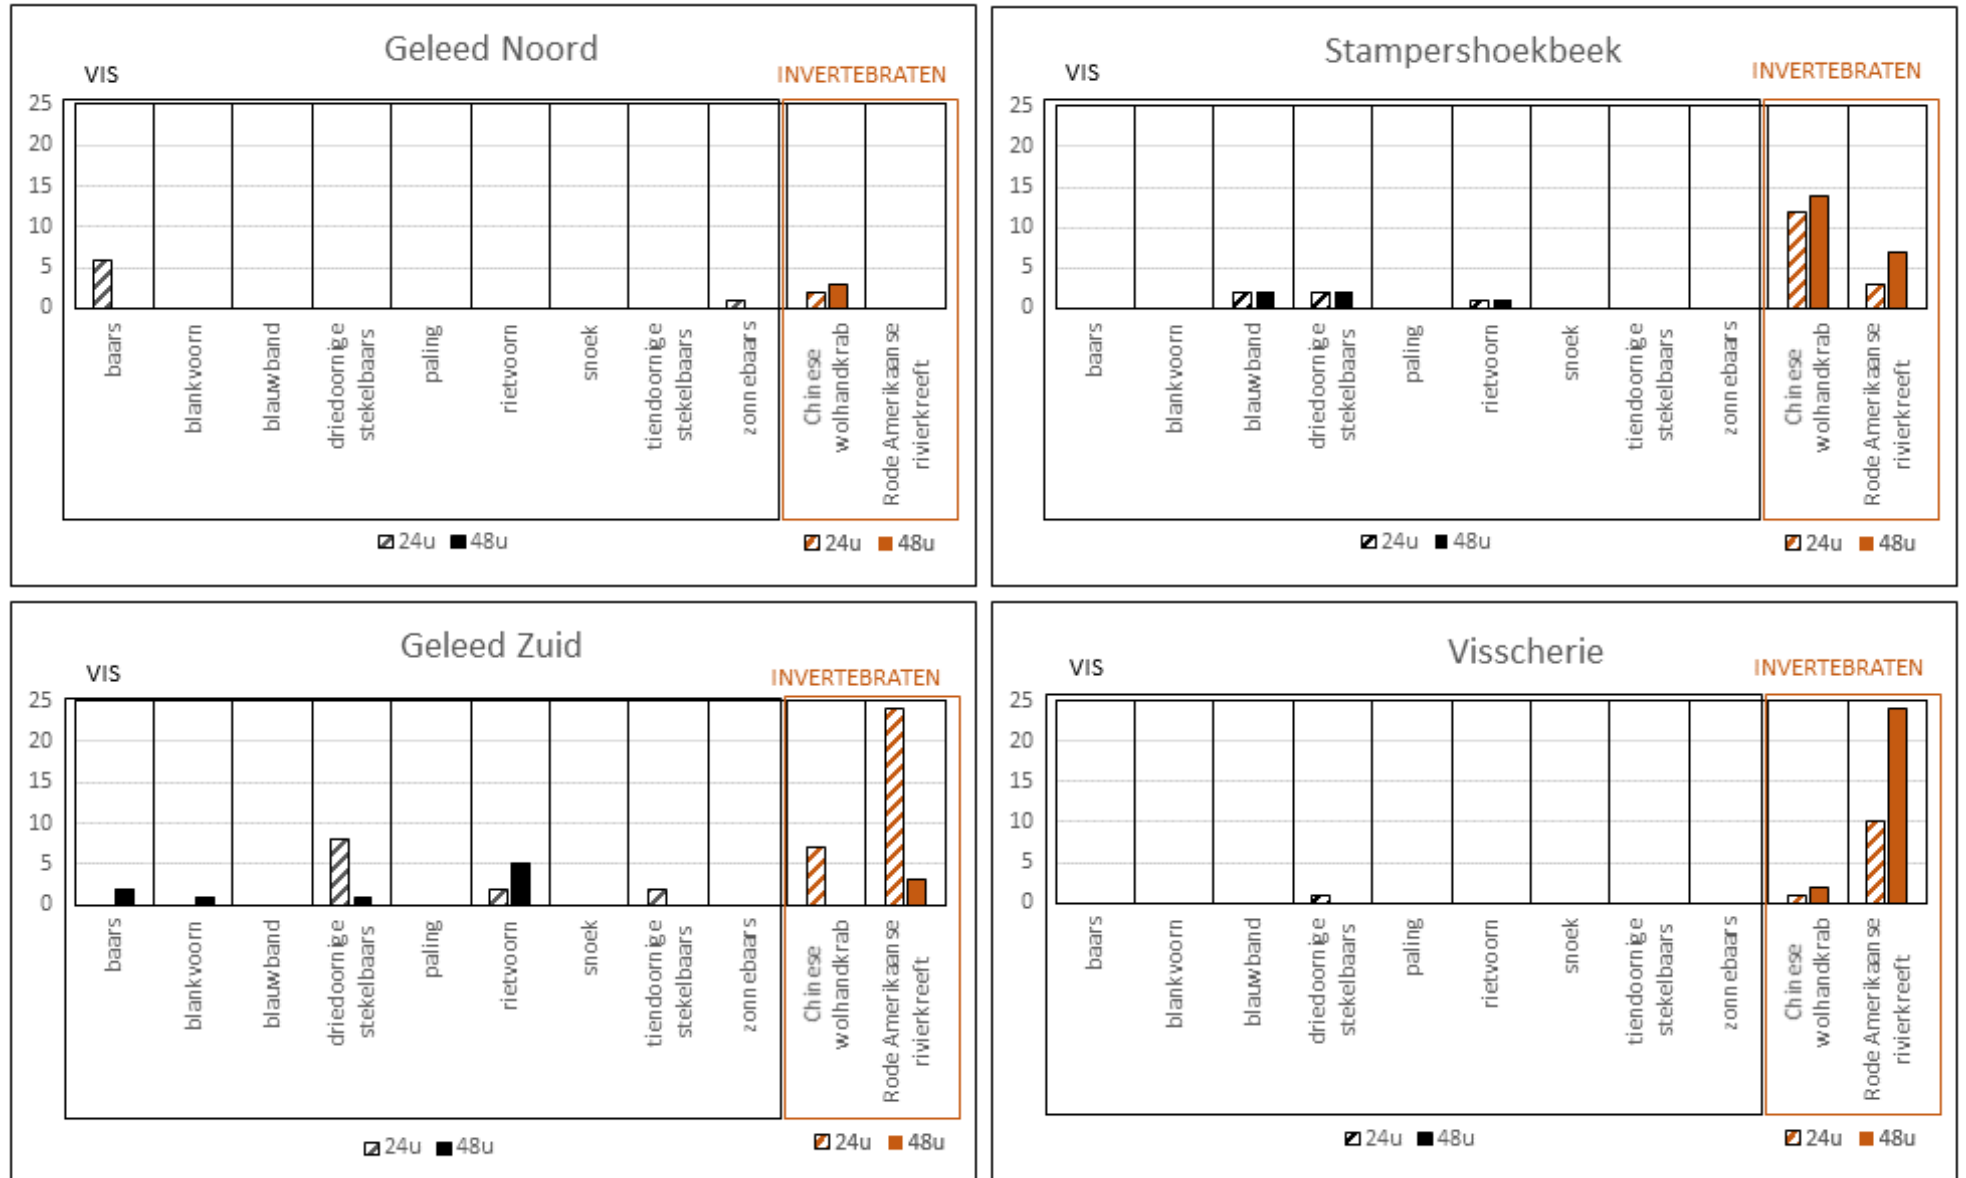 Geleed Noord
VIS
INVERTEBRATEN
25
20
15
10
5
0
baars
blankvoorn
blauwband
driedoornige
stekelbaars
paling
rietvoorn
snoek
tiendoornige
stekelbaars
zonnebaars
Chinese
wolhandkrab
Rode Amerikaanse
rivierkreeft
24u 48u
24u 48u
Stampershoekbeek
VIS
INVERTEBRATEN
25
20
15
10
5
0
baars
blankvoorn
blauwband
driedoornige
stekelbaars
paling
rietvoorn
snoek
tiendoornige
stekelbaars
zonnebaars
Chinese
wolhandkrab
Rode Amerikaanse
rivierkreeft
24u 48u
24u 48u
Geleed Zuid
VIS
INVERTEBRATEN
25
20
15
10
5
0
baars
blankvoorn
blauwband
driedoornige
stekelbaars
paling
rietvoorn
snoek
tiendoornige
stekelbaars
zonnebaars
Chinese
wolhandkrab
Rode Amerikaanse
rivierkreeft
24u 48u
24u 48u
Visscherie
VIS
INVERTEBRATEN
25
20
15
10
5
0
baars
blankvoorn
blauwband
driedoornige
stekelbaars
paling
rietvoorn
snoek
tiendoornige
stekelbaars
zonnebaars
Chinese
wolhandkrab
Rode Amerikaanse
rivierkreeft
24u 48u
24u 48u